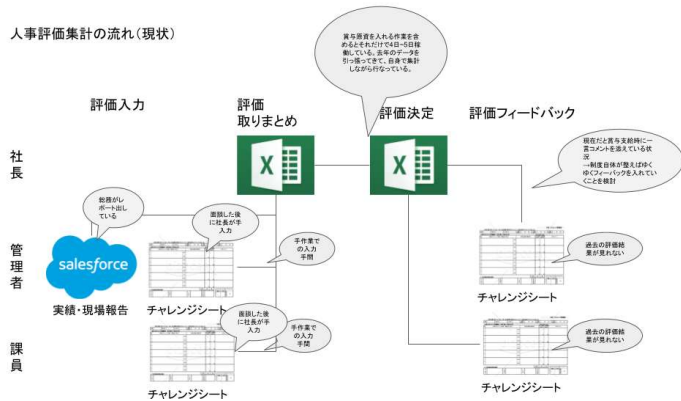 人事評価集計の流れ(現状)
賞与原資を入れる作業を含
めるとそれだけで4日~5日稼
働している。去年のデータを
引っ張ってきて、自身で集計
しながら行なっている。
評価入力
評価
取りまとめ
評価決定
評価フィードバック
社
長
X
X
現在だと賞与支給時に一
言コメントを添えている状
況
→制度自体が整えばゆく
ゆくフィーバックを入れてい
くことを検討
総務がレ
ポート出し
ている
面談した後
に社長が手
入力
手作業で
の入力
手間
管
理
者
salesforce
実績・現場報告
チャレンジシート
過去の評価結
果が見れない
チャレンジシート
面談した後
に社長が手
入力
手作業で
の入力
手間
課
員
チャレンジシート
過去の評価結
果が見れない
チャレンジシート